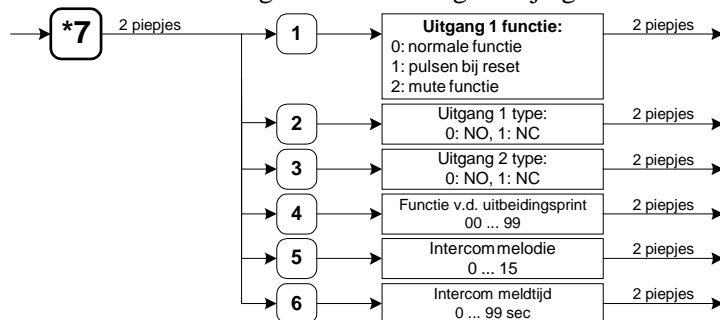 *7
2 piepjes
1
Uitgang 1 functie:
0: normale functie
1: pulsen bij reset
2: mute functie
2 piepjes
2
Uitgang 1 type:
0: NO, 1: NC
2 piepjes
3
Uitgang 2 type:
0: NO, 1: NC
2 piepjes
4
Functie v.d. uitbeidingsprint
00 ... 99
2 piepjes
5
Intercommelodie
0 ... 15
2 piepjes
6
Intercom meldtijd
0 ... 99 sec
2 piepjes